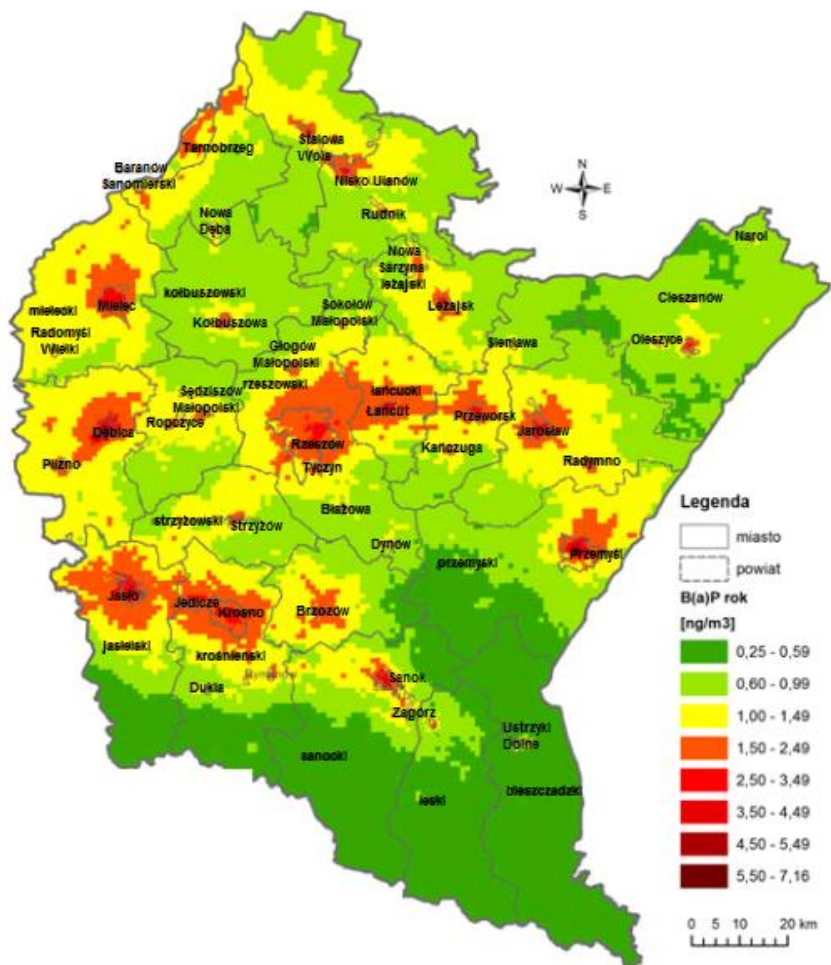 Tarnobrzeg
Stalowa
Wola
Baranów
Sanomierski
Nisko
Ulanów
Rudnik
Nowa
Dęba
Nowa
Sarzyna
leżajski
Narol
Cieszanów
Oleszyce
mielecki
Mielec
Radomyśl
Wielki
kolbuszowski
Kolbuszowa
Sokołów
Małopolski
Leżajsk
Sieniawa
Głogów
Małopolski
rzeszowski
łańcucki
Łańcut
Przeworsk
Jarosław
Sędziszów
Małopolski
Ropczyce
Dębica
Pilzno
Rzeszów
Tyczyn
Kańczuga
Radymno
strzyżowski
Strzyżów
Błażowa
Dynów
przemyski
Przemyśl
Jasło
Jedlicze
Krosno
Brzozów
jasielski
krośnieński
Rymanów
Dukla
Sanok
Zagórz
sanocki
leski
Ustrzyki
Dolne
bieszczadzki
N
W E
S
Legenda
miasto
powiat
B(a)P rok
[ng/m3]
0,25 - 0,59
0,60 - 0,99
1,00 - 1,49
1,50 - 2,49
2,50 - 3,49
3,50 - 4,49
4,50 - 5,49
5,50 - 7,16
0 5 10 20 km